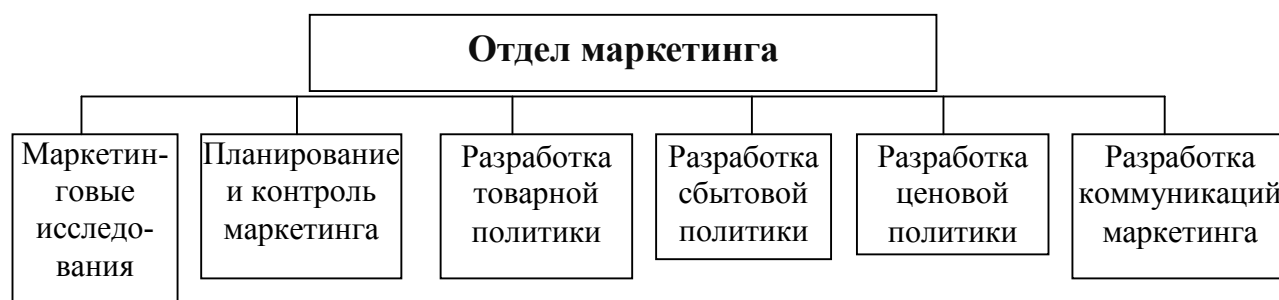 Отдел маркетинга
Маркетин-
говые
исследо-
вания
Планирование
и контроль
маркетинга
Разработка
товарной
политики
Разработка
сбытовой
политики
Разработка
ценовой
политики
Разработка
коммуникаций
маркетинга